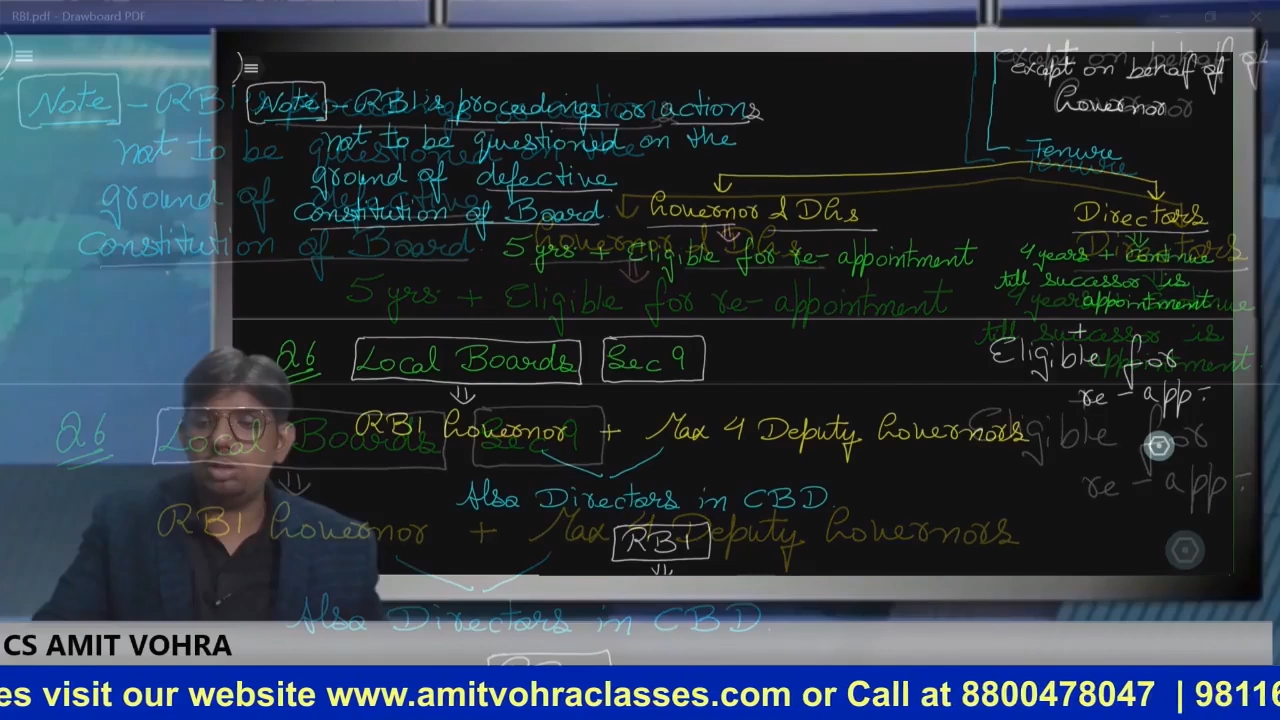 RBI.pdf - Drawboard PDF
except on behalf of
Governor
Note - RBI's proceedings or actions
not to be questioned on the
ground of defective
Constitution of Board.
Tenure
Governor & DGs
5 yrs + Eligible for re-appointment
Directors
4 years + Continue
till successor is
appointment
+
Eligible for
re-app:
Q6 Local Boards Sec 9
RBI Governor + Max 4 Deputy Governors
Also Directors in CBD.
RBI
CS AMIT VOHRA
es visit our website www.amitvohraclasses.com or Call at 8800478047 | 98116